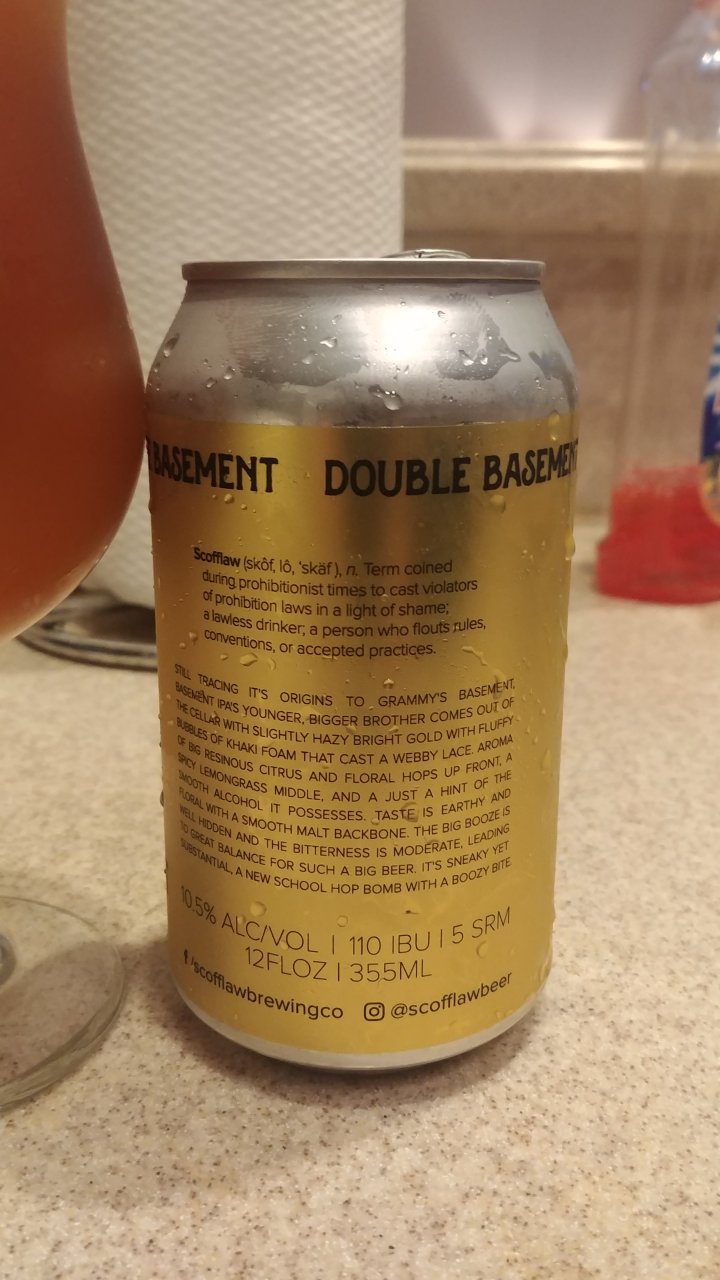 BASEMENT DOUBLE BASEMENT
Scofflaw (skôf, lô, 'skäf), n. Term coined
during prohibitionist times to cast violators
of prohibition laws in a light of shame;
a lawless drinker; a person who flouts rules,
conventions, or accepted practices.
STILL TRACING IT'S ORIGINS TO GRAMMY'S BASEMENT,
BASEMENT IPA'S YOUNGER, BIGGER BROTHER COMES OUT OF
THE CELLAR WITH SLIGHTLY HAZY BRIGHT GOLD WITH FLUFFY
BUBBLES OF KHAKI FOAM THAT CAST A WEBBY LACE. AROMA
OF BIG RESINOUS CITRUS AND FLORAL HOPS UP FRONT, A
SPICY LEMONGRASS MIDDLE, AND A JUST A HINT OF THE
SMOOTH ALCOHOL IT POSSESSES. TASTE IS EARTHY AND
FLORAL WITH A SMOOTH MALT BACKBONE. THE BIG BOOZE IS
WELL HIDDEN AND THE BITTERNESS IS MODERATE, LEADING
TO GREAT BALANCE FOR SUCH A BIG BEER. IT'S SNEAKY YET
SUBSTANTIAL, A NEW SCHOOL HOP BOMB WITH A BOOZY BITE.
10.5% ALC/VOL | 110 IBU | 5 SRM
12FLOZ | 355ML
/scofflawbrewingco @scofflawbeer